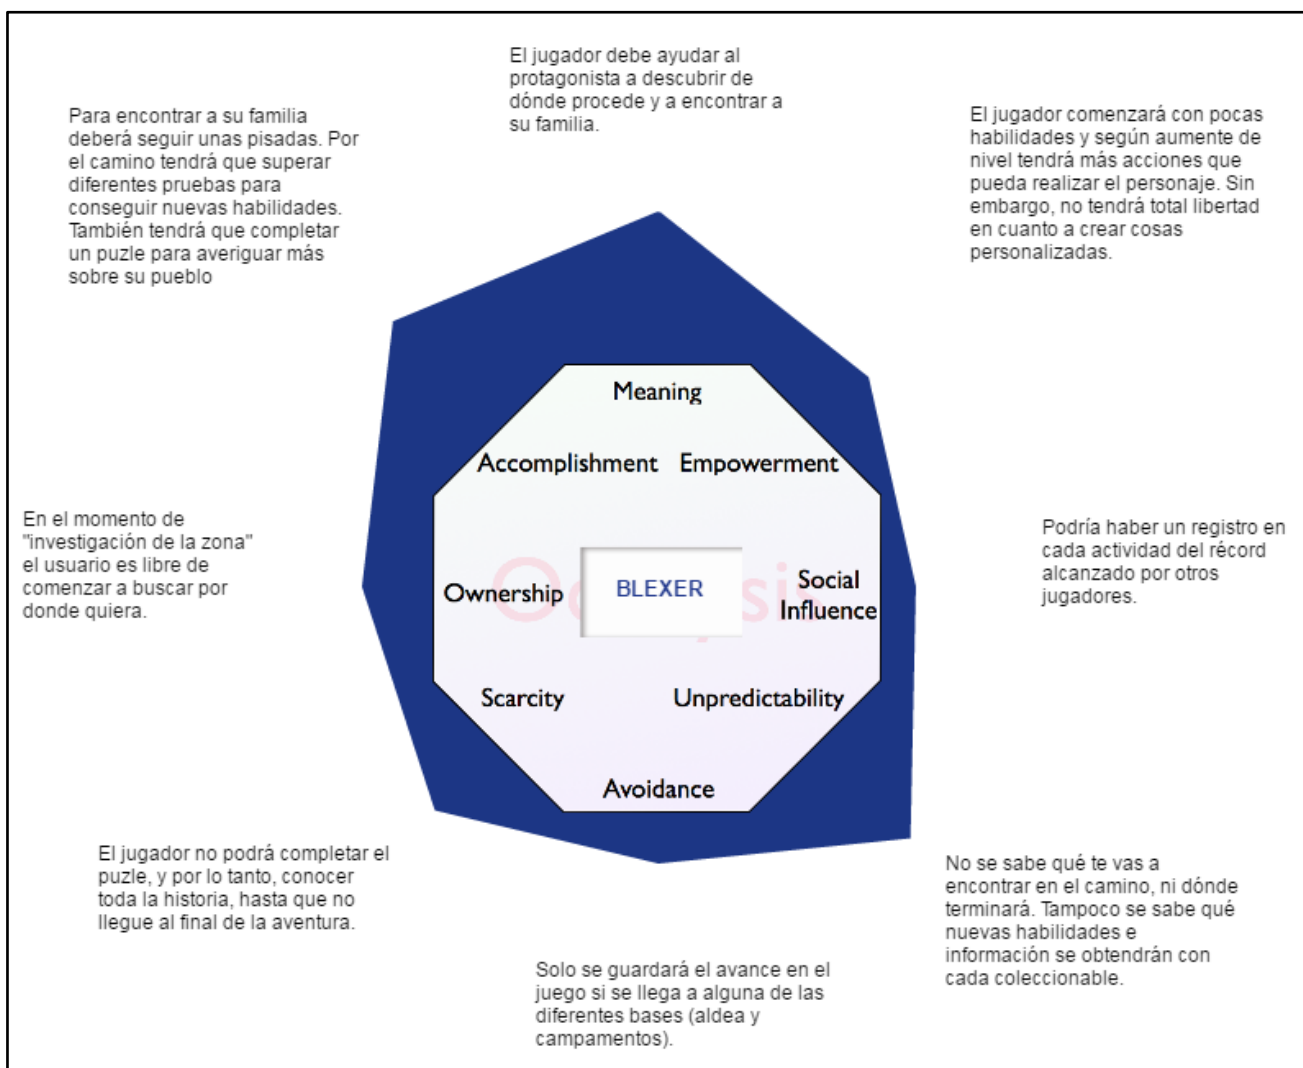 El jugador debe ayudar al
protagonista a descubrir de
dónde procede y a encontrar a
su familia.
Para encontrar a su familia
deberá seguir unas pisadas. Por
el camino tendrá que superar
diferentes pruebas para
conseguir nuevas habilidades.
También tendrá que completar
un puzle para averiguar más
sobre su pueblo
El jugador comenzará con pocas
habilidades y según aumente de
nivel tendrá más acciones que
pueda realizar el personaje. Sin
embargo, no tendrá total libertad
en cuanto a crear cosas
personalizadas.
Meaning
Accomplishment
Empowerment
En el momento de
"investigación de la zona"
el usuario es libre de
comenzar a buscar por
donde quiera.
Ownership
BLEXER
Social
Influence
Podría haber un registro en
cada actividad del récord
alcanzado por otros
jugadores.
Scarcity
Unpredictability
Avoidance
El jugador no podrá completar el
puzle, y por lo tanto, conocer
toda la historia, hasta que no
llegue al final de la aventura.
No se sabe qué te vas a
encontrar en el camino, ni dónde
terminará. Tampoco se sabe qué
nuevas habilidades e
información se obtendrán con
cada coleccionable.
Solo se guardará el avance en el
juego si se llega a alguna de las
diferentes bases (aldea y
campamentos).